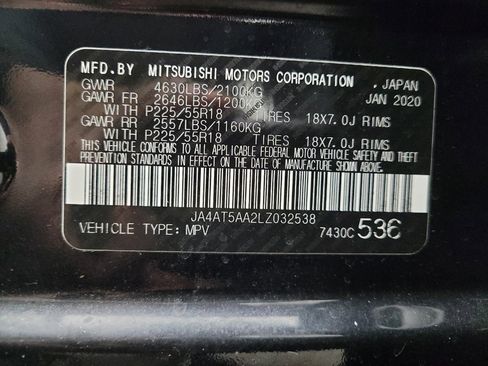 MFD.BY MITSUBISHI MOTORS CORPORATION , JAPAN
GVWR 4630LBS/2100KG JAN 2020
GAWR FR 2646LBS/1200KG
WITH P225/55R18 TIRES 18X7.0J RIMS
GAWR RR 2557LBS/1160KG
WITH P225/55R18 TIRES 18X7.0J RIMS
THIS VEHICLE CONFORMS TO ALL APPLICABLE FEDERAL MOTOR VEHICLE SAFETY, BUMPER,
AND THEFT PREVENTION STANDARDS IN EFFECT ON THE DATE OF MANUFACTURE SHOWN ABOVE.
JA4AT5AA2LZ032538
VEHICLE TYPE: MPV 7430C 536